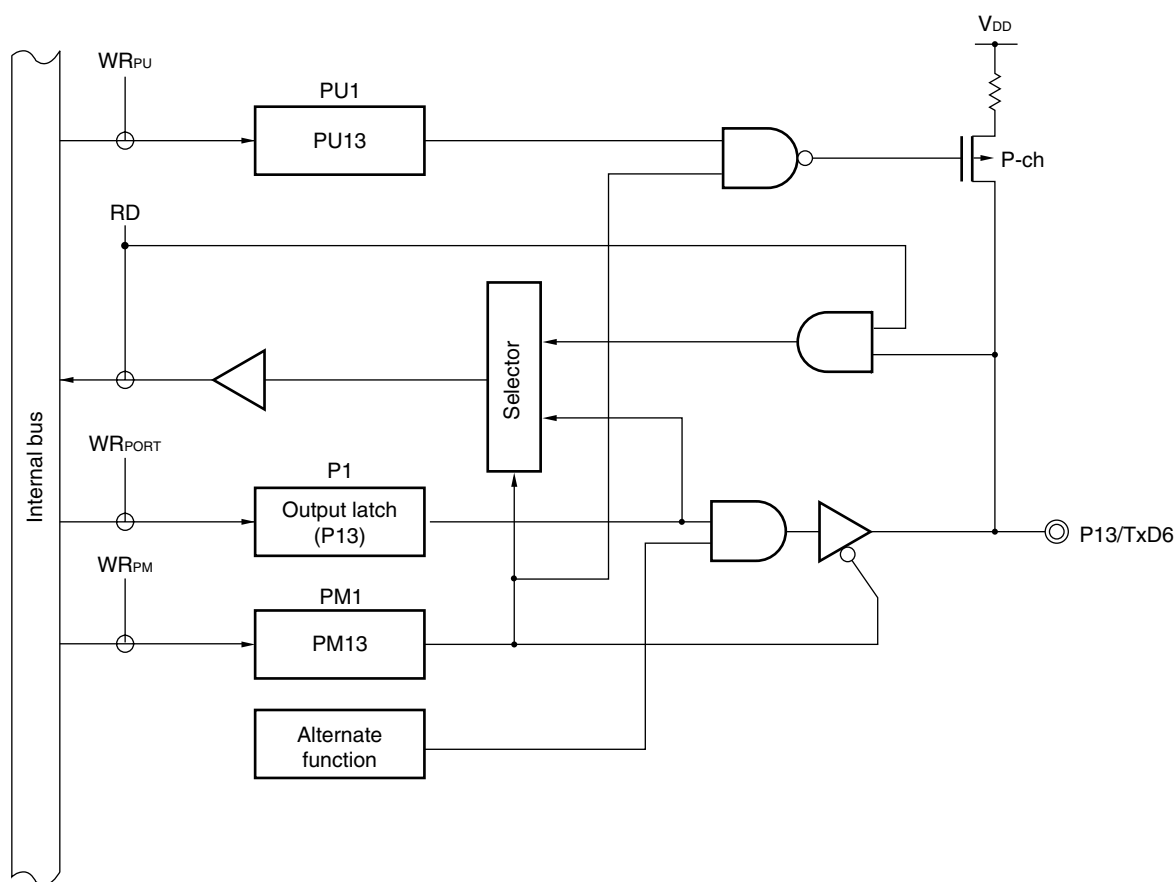 VDD
WRPU
PU1
PU13
P-ch
RD
Selector
Internal bus
WRPORT
P1
Output latch
(P13)
P13/TxD6
WRPM
PM1
PM13
Alternate
function